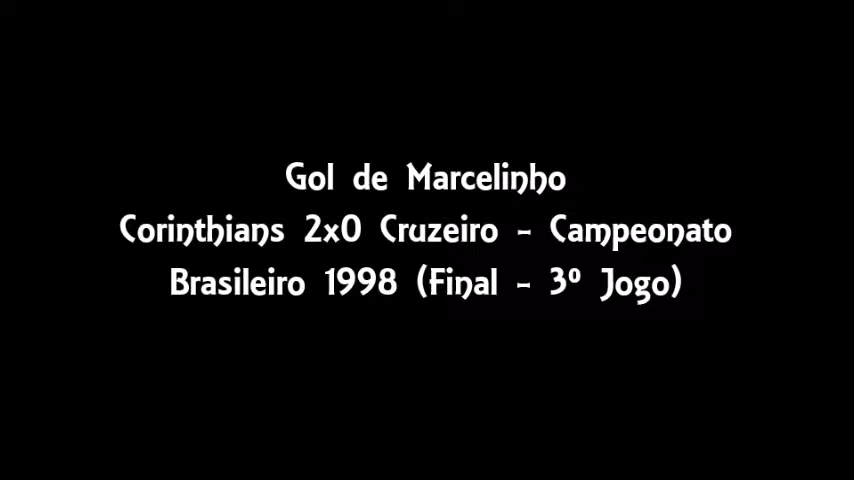 Gol de Marcelinho
Corinthians 2x0 Cruzeiro - Campeonato
Brasileiro 1998 (Final - 3º Jogo)